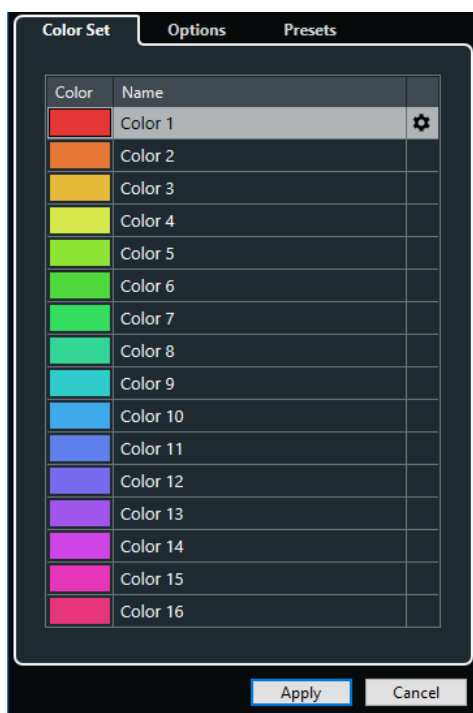 Color Set Options Presets
Color Name
Color 1
Color 2
Color 3
Color 4
Color 5
Color 6
Color 7
Color 8
Color 9
Color 10
Color 11
Color 12
Color 13
Color 14
Color 15
Color 16
Apply Cancel